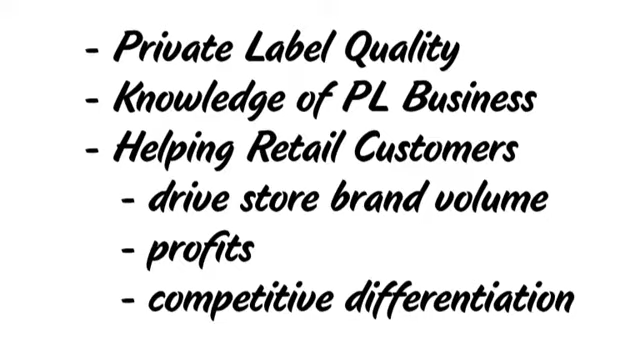 - Private Label Quality
- Knowledge of PL Business
- Helping Retail Customers
- drive store brand volume
- profits
- competitive differentiation